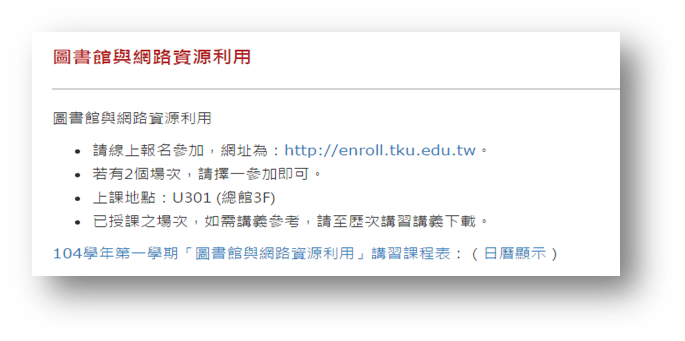 圖書館與網路資源利用
圖書館與網路資源利用
• 請線上報名參加，網址為：http://enroll.tku.edu.tw。
• 若有2個場次，請擇一參加即可。
• 上課地點：U301 (總館3F)
• 已授課之場次，如需講義參考，請至歷次講習講義下載。
104學年第一學期「圖書館與網路資源利用」講習課程表：（日曆顯示）